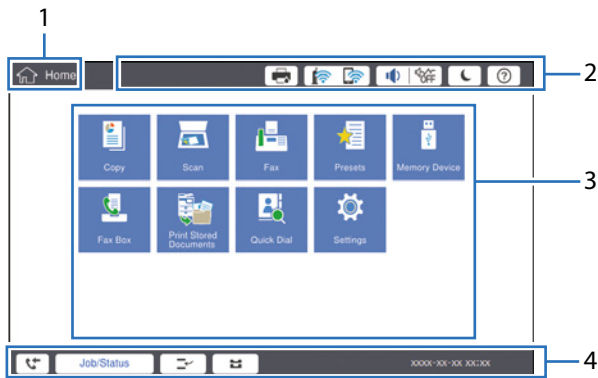 1
Home
2
Copy
Scan
Fax
Presets
Memory Device
3
Fax Box
Print Stored
Documents
Quick Dial
Settings
Job/Status
xxxx-xx-xx xx:xx
4